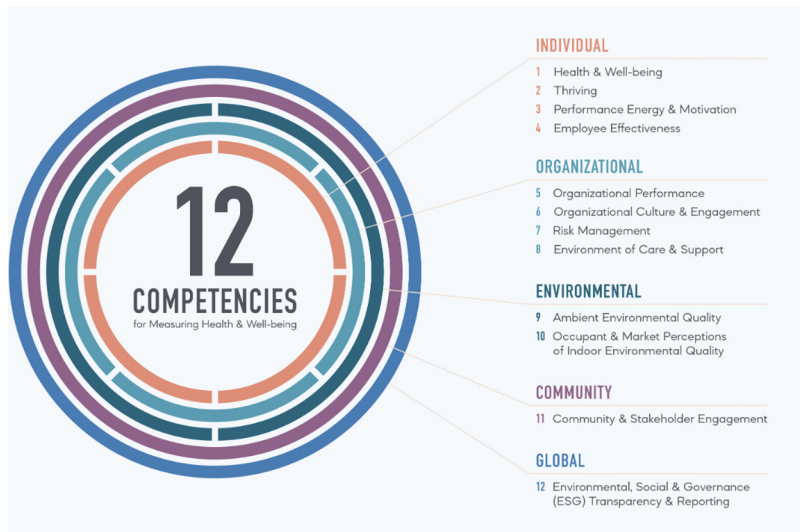 12
COMPETENCIES
for Measuring Health & Well-being
INDIVIDUAL
1 Health & Well-being
2 Thriving
3 Performance Energy & Motivation
4 Employee Effectiveness
ORGANIZATIONAL
5 Organizational Performance
6 Organizational Culture & Engagement
7 Risk Management
8 Environment of Care & Support
ENVIRONMENTAL
9 Ambient Environmental Quality
10 Occupant & Market Perceptions
of Indoor Environmental Quality
COMMUNITY
11 Community & Stakeholder Engagement
GLOBAL
12 Environmental, Social & Governance
(ESG) Transparency & Reporting